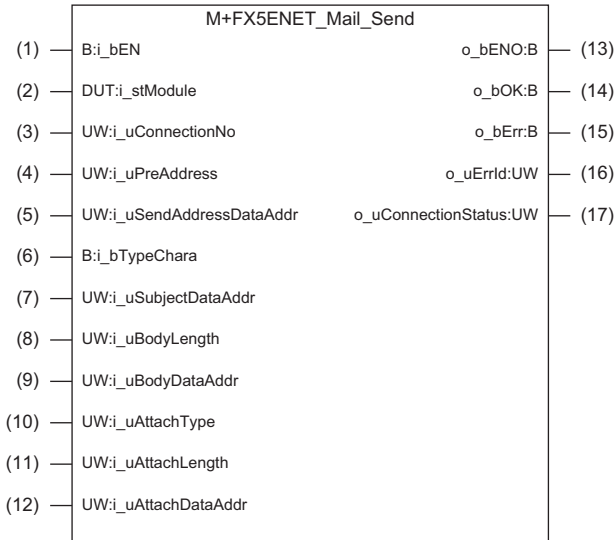 M+FX5ENET_Mail_Send
(1) B:i_bEN o_bENO:B (13)
(2) DUT:i_stModule o_bOK:B (14)
(3) UW:i_uConnectionNo o_bErr:B (15)
(4) UW:i_uPreAddress o_uErrId:UW (16)
(5) UW:i_uSendAddressDataAddr o_uConnectionStatus:UW (17)
(6) B:i_bTypeChara
(7) UW:i_uSubjectDataAddr
(8) UW:i_uBodyLength
(9) UW:i_uBodyDataAddr
(10) UW:i_uAttachType
(11) UW:i_uAttachLength
(12) UW:i_uAttachDataAddr